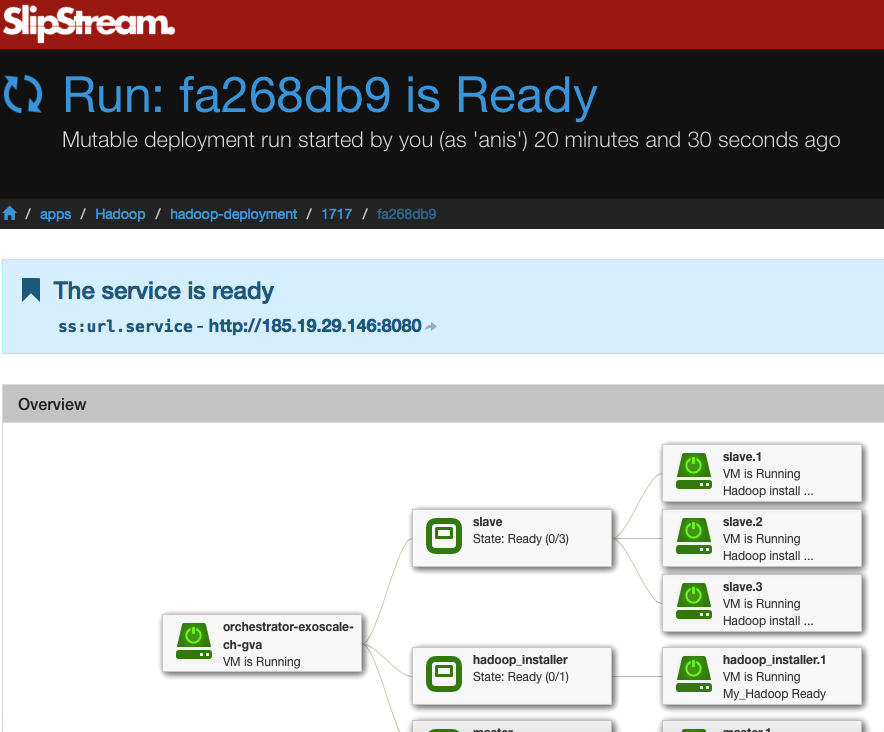 SlipStream.
Run: fa268db9 is Ready
Mutable deployment run started by you (as 'anis') 20 minutes and 30 seconds ago
/ apps / Hadoop / hadoop-deployment / 1717 / fa268db9
The service is ready
ss:url.service - http://185.19.29.146:8080
Overview
slave.1
VM is Running
Hadoop install ...
slave
State: Ready (0/3)
slave.2
VM is Running
Hadoop install ...
slave.3
VM is Running
Hadoop install ...
orchestrator-exoscale-
ch-gva
VM is Running
hadoop_installer
State: Ready (0/1)
hadoop_installer.1
VM is Running
My_Hadoop Ready
master
master.1